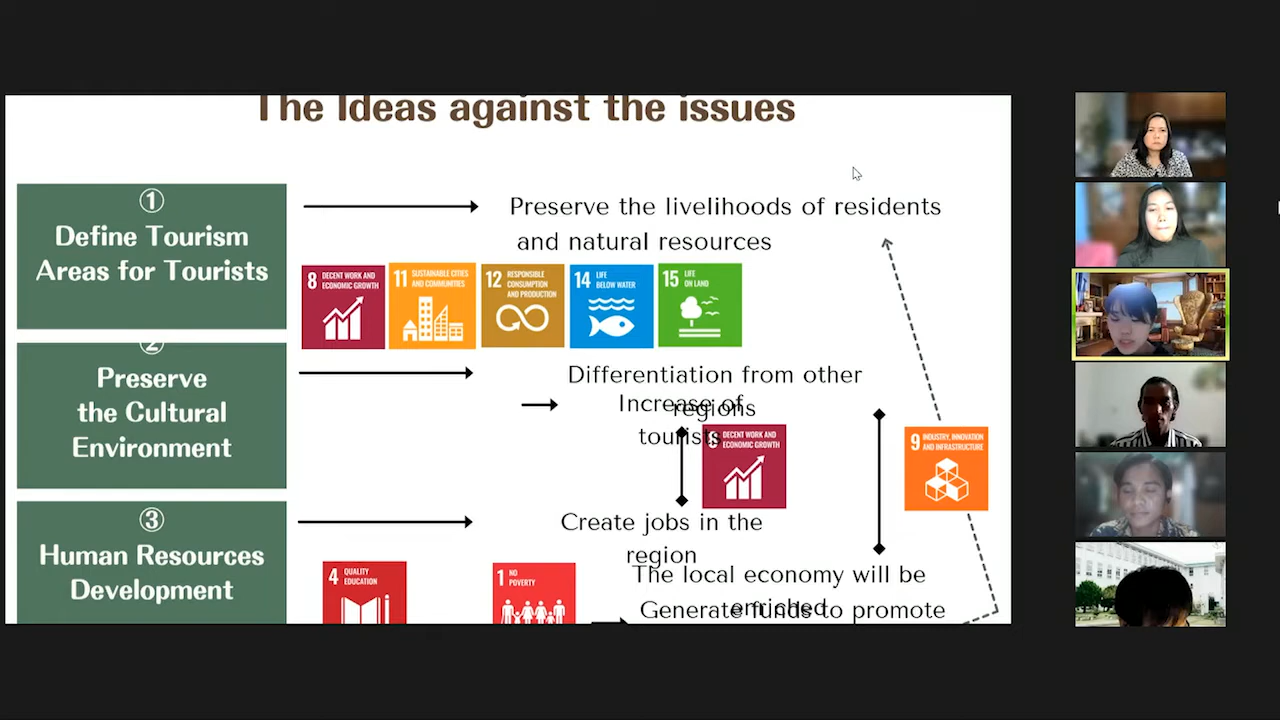 The Ideas against the issues
①
Define Tourism
Areas for Tourists
Preserve the livelihoods of residents
and natural resources
8 DECENT WORK AND
ECONOMIC GROWTH
11 SUSTAINABLE CITIES
AND COMMUNITIES
12 RESPONSIBLE
CONSUMPTION
AND PRODUCTION
14 LIFE
BELOW WATER
15 LIFE
ON LAND
②
Preserve
the Cultural
Environment
Differentiation from other
regions
Increase of
tourists
8 DECENT WORK AND
ECONOMIC GROWTH
9 INDUSTRY, INNOVATION
AND INFRASTRUCTURE
③
Human Resources
Development
Create jobs in the
region
4 QUALITY
EDUCATION
1 NO
POVERTY
The local economy will be
enriched
Generate funds to promote